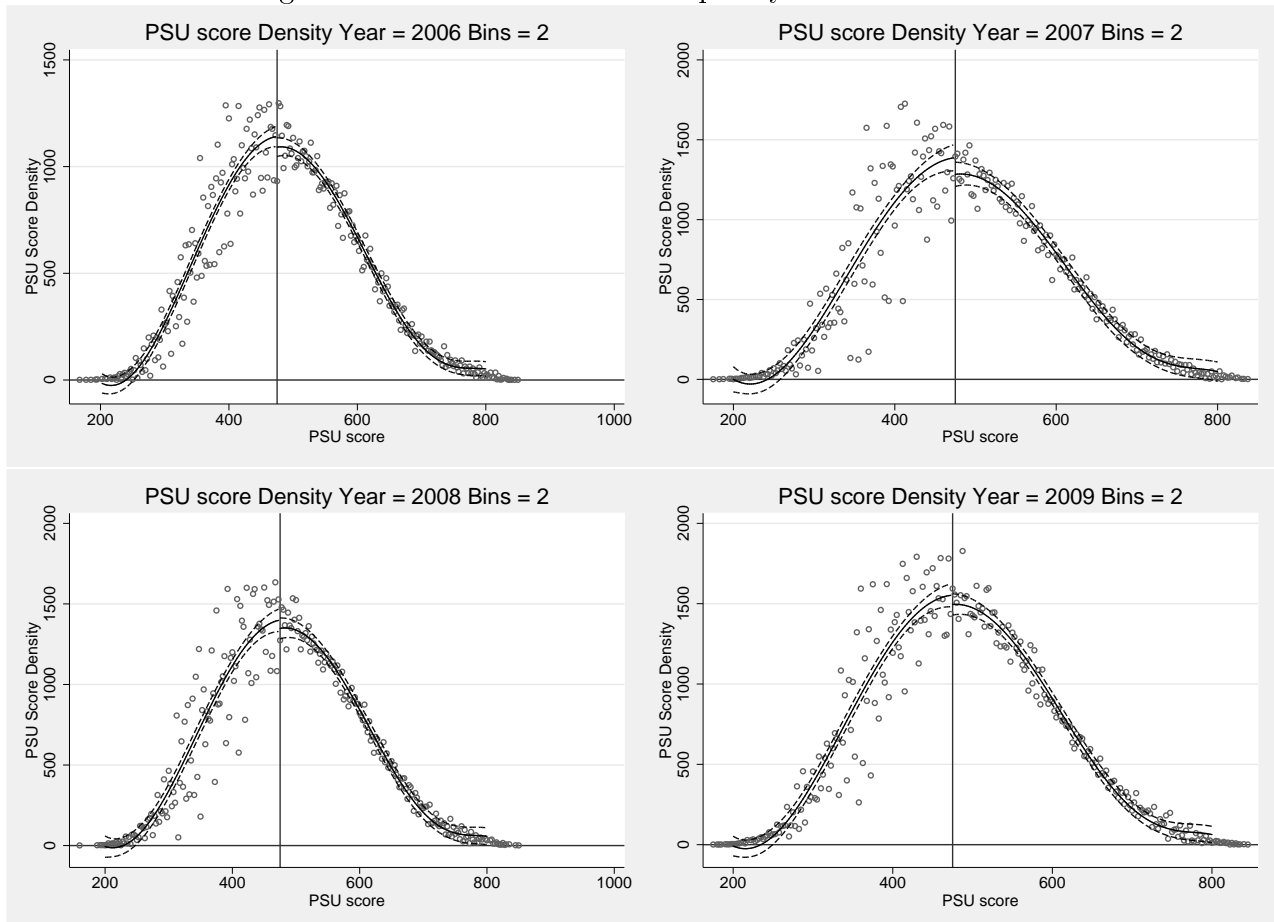 PSU score Density Year = 2006 Bins = 2
1500
1000
500
0
PSU Score Density
200 400 600 800 1000
PSU score
PSU score Density Year = 2007 Bins = 2
2000
1500
1000
500
0
PSU Score Density
200 400 600 800
PSU score
PSU score Density Year = 2008 Bins = 2
2000
1500
1000
500
0
PSU Score Density
200 400 600 800 1000
PSU score
PSU score Density Year = 2009 Bins = 2
2000
1500
1000
500
0
PSU Score Density
200 400 600 800
PSU score